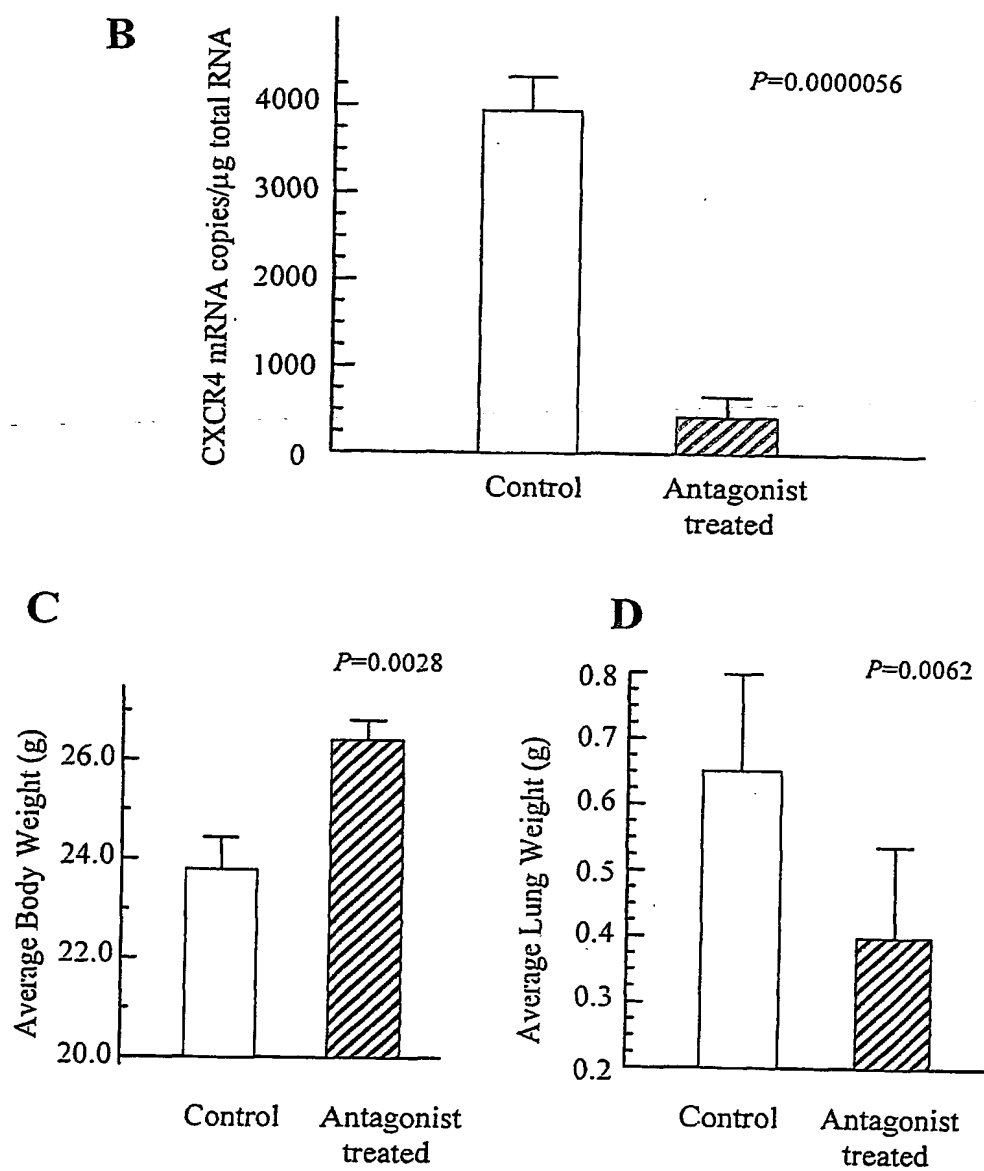 B
P=0.0000056
CXCR4 mRNA copies/µg total RNA
4000
3000
2000
1000
0
Control
Antagonist
treated
C
P=0.0028
Average Body Weight (g)
26.0
24.0
22.0
20.0
Control
Antagonist
treated
D
P=0.0062
Average Lung Weight (g)
0.8
0.7
0.6
0.5
0.4
0.3
0.2
Control
Antagonist
treated